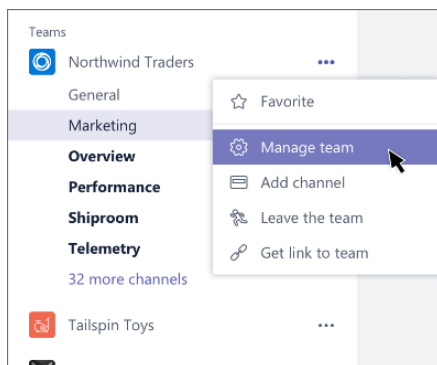 Teams
Northwind Traders
General
Marketing
Overview
Performance
Shiproom
Telemetry
32 more channels
Tailspin Toys
Favorite
Manage team
Add channel
Leave the team
Get link to team